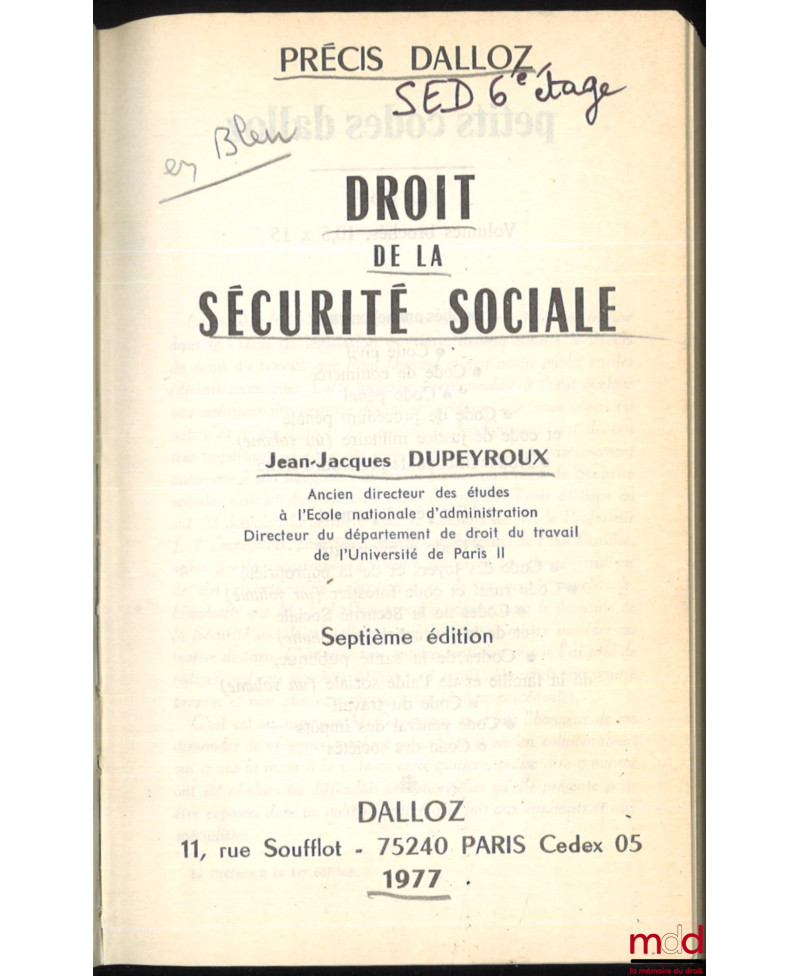 PRÉCIS DALLOZ
SED 6e étage
en Bleu
DROIT
DE LA
SÉCURITÉ SOCIALE
Jean-Jacques DUPEYROUX
Ancien directeur des études
à l'Ecole nationale d'administration
Directeur du département de droit du travail
de l'Université de Paris II
Septième édition
DALLOZ
11, rue Soufflot - 75240 PARIS Cedex 05
1977
mdd
la mémoire du droit